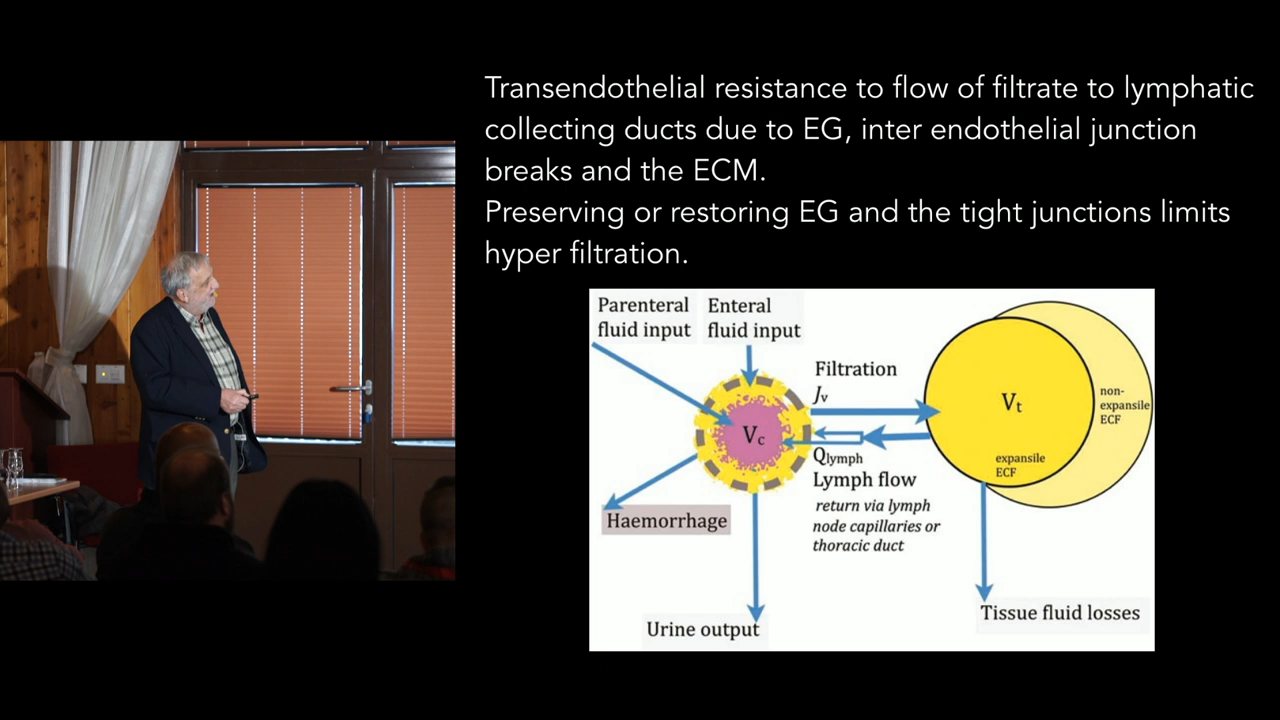 Transendothelial resistance to flow of filtrate to lymphatic
collecting ducts due to EG, inter endothelial junction
breaks and the ECM.
Preserving or restoring EG and the tight junctions limits
hyper filtration.
Parenteral
fluid input
Enteral
fluid input
Filtration
Jv
Vc
Vt
non-
expansile
ECF
expansile
ECF
Qlymph
Lymph flow
return via lymph
node capillaries or
thoracic duct
Haemorrhage
Urine output
Tissue fluid losses